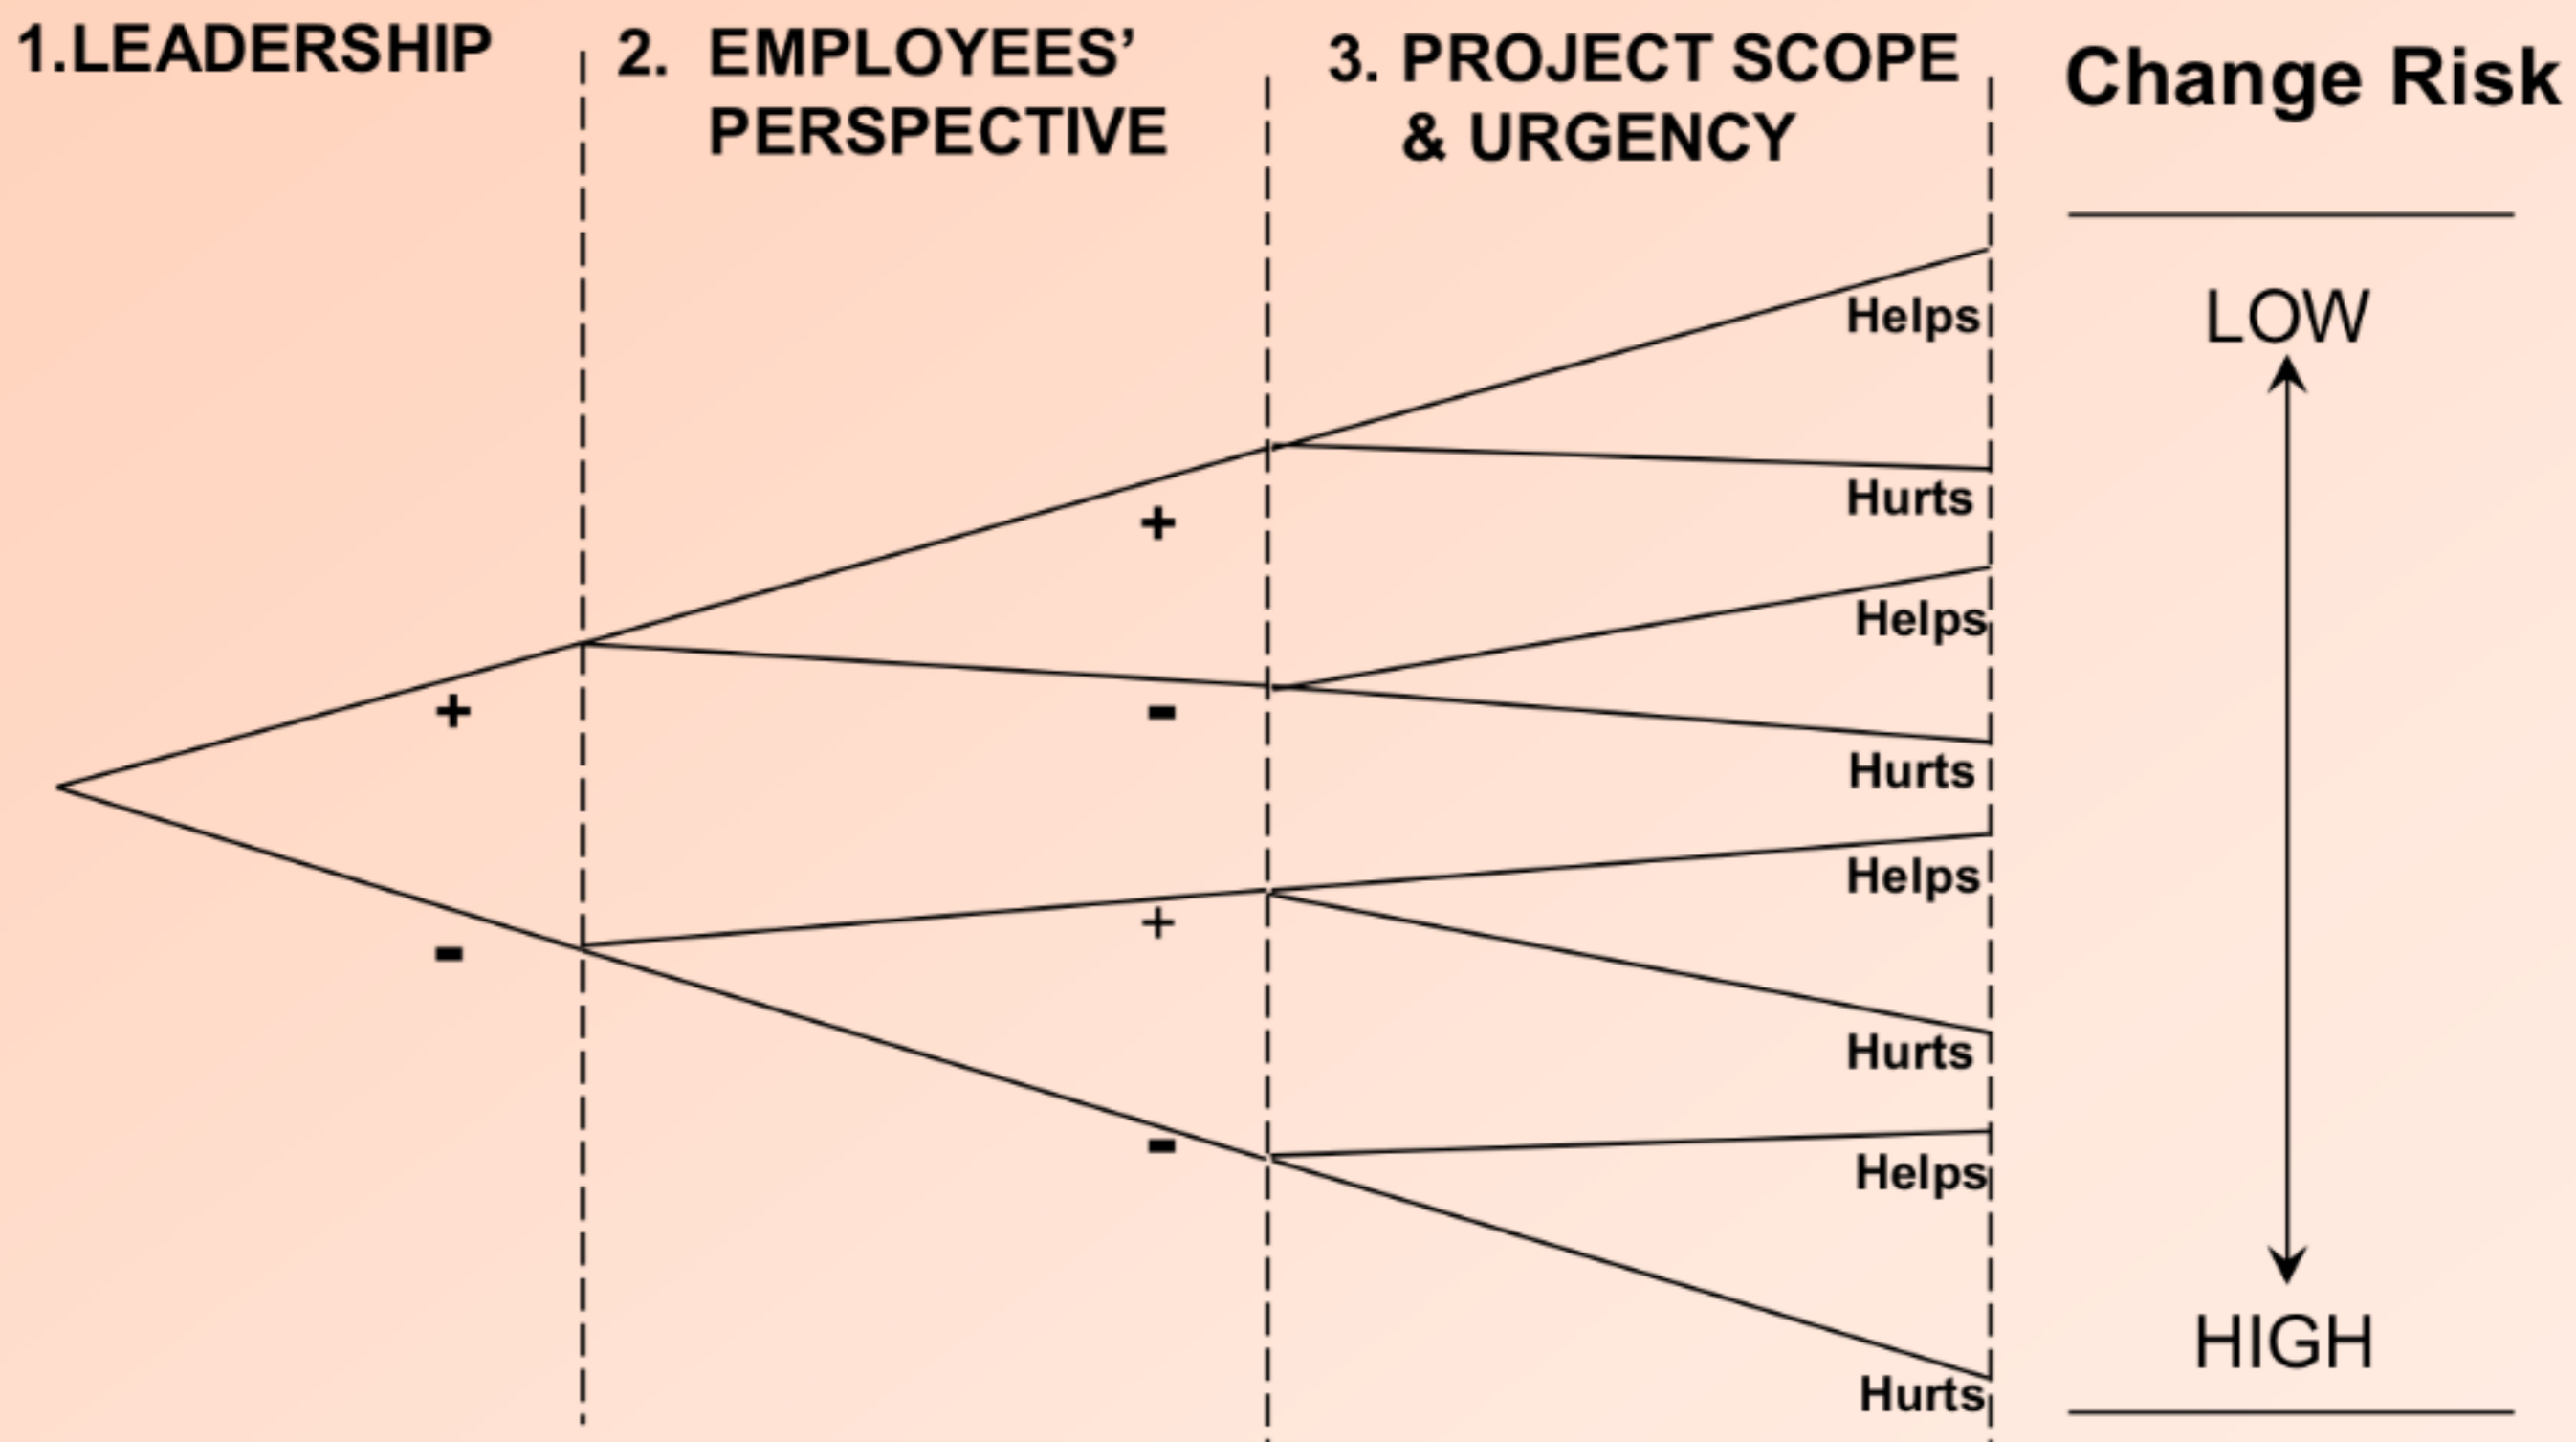 1.LEADERSHIP
2. EMPLOYEES’
PERSPECTIVE
3. PROJECT SCOPE
& URGENCY
Change Risk
+
-
+
-
+
-
Helps
Hurts
Helps
Hurts
Helps
Hurts
Helps
Hurts
LOW
HIGH